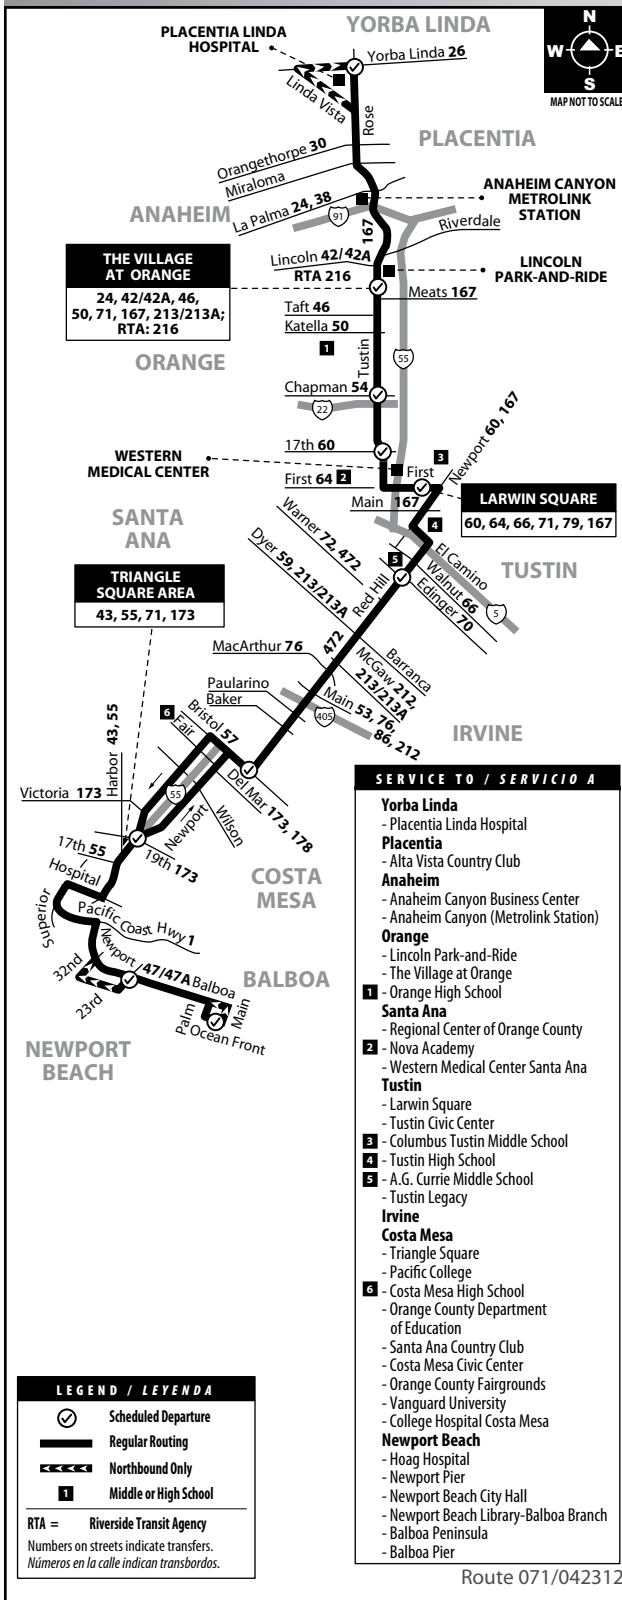 YORBA LINDA
PLACENTIA LINDA
HOSPITAL
Yorba Linda 26
Linda Vista
Rose
N
W
E
S
MAP NOT TO SCALE
PLACENTIA
Orangethorpe 30
Miraloma
La Palma 24, 38
91
ANAHEIM
ANAHEIM CANYON
METROLINK
STATION
167
Riverdale
Lincoln 42/42A
RTA 216
LINCOLN
PARK-AND-RIDE
THE VILLAGE
AT ORANGE
24, 42/42A, 46,
50, 71, 167, 213/213A;
RTA: 216
Meats 167
Taft 46
Katella 50
1
Tustin
55
ORANGE
Chapman 54
22
17th 60
WESTERN
MEDICAL CENTER
3
Newport 60, 167
First 64 2
First
Main 167
LARWIN SQUARE
60, 64, 66, 71, 79, 167
SANTA
ANA
Warner 72, 472
4
Dyer 59, 213/213A
5
El Camino
Walnut 66
Edinger 70
5
TUSTIN
Red Hill
TRIANGLE
SQUARE AREA
43, 55, 71, 173
472
MacArthur 76
Barranca
McGaw 212,
213/213A
Paularino
Baker
Main 53, 76,
86, 212
405
IRVINE
6
Bristol 57
Fair
Harbor 43, 55
55
Del Mar 173, 178
Victoria 173
Newport
Wilson
17th 55
19th 173
COSTA
MESA
Hospital
Superior
Pacific Coast Hwy 1
Newport
47/47A Balboa
BALBOA
32nd
23rd
Palm
Main
Ocean Front
NEWPORT
BEACH
SERVICE TO / SERVICIO A
Yorba Linda
- Placentia Linda Hospital
Placentia
- Alta Vista Country Club
Anaheim
- Anaheim Canyon Business Center
- Anaheim Canyon (Metrolink Station)
Orange
- Lincoln Park-and-Ride
- The Village at Orange
1 - Orange High School
Santa Ana
- Regional Center of Orange County
2 - Nova Academy
- Western Medical Center Santa Ana
Tustin
- Larwin Square
- Tustin Civic Center
3 - Columbus Tustin Middle School
4 - Tustin High School
5 - A.G. Currie Middle School
- Tustin Legacy
Irvine
Costa Mesa
- Triangle Square
- Pacific College
6 - Costa Mesa High School
- Orange County Department
of Education
- Santa Ana Country Club
- Costa Mesa Civic Center
- Orange County Fairgrounds
- Vanguard University
- College Hospital Costa Mesa
Newport Beach
- Hoag Hospital
- Newport Pier
- Newport Beach City Hall
- Newport Beach Library-Balboa Branch
- Balboa Peninsula
- Balboa Pier
LEGEND / LEYENDA
Scheduled Departure
Regular Routing
Northbound Only
1 Middle or High School
RTA = Riverside Transit Agency
Numbers on streets indicate transfers.
Números en la calle indican transbordos.
Route 071/042312